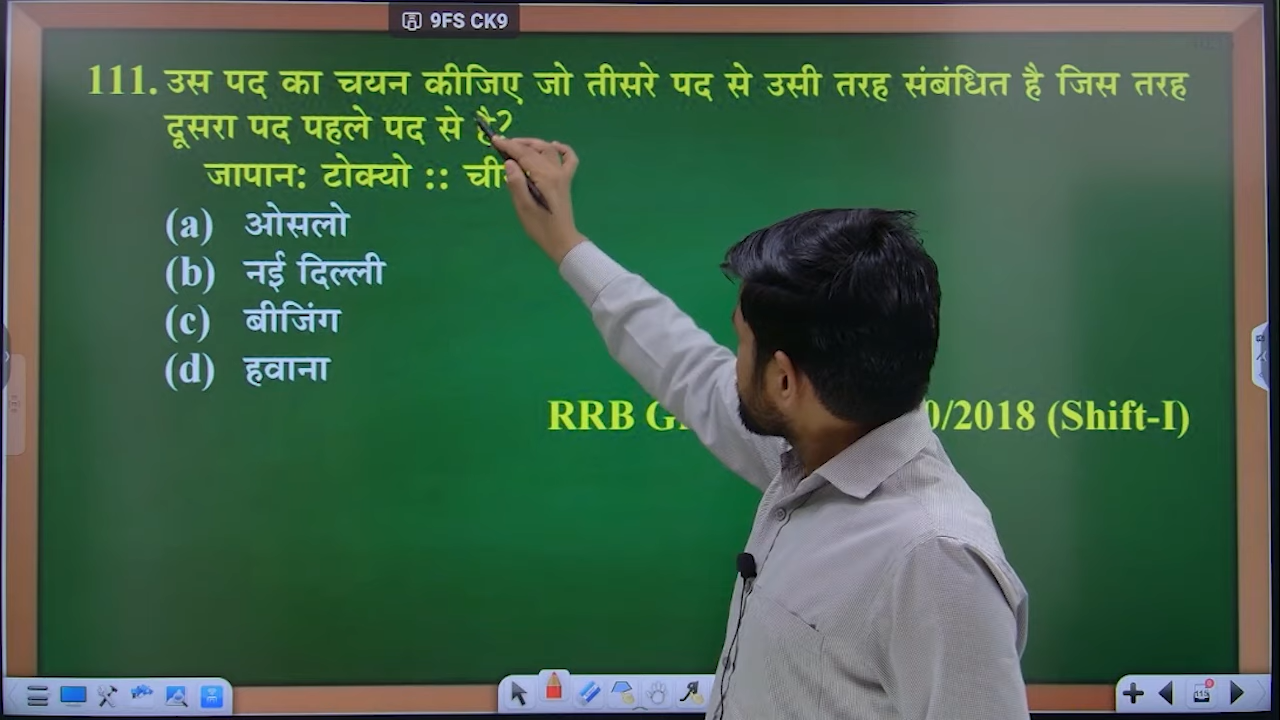 9FS CK9
111. उस पद का चयन कीजिए जो तीसरे पद से उसी तरह संबंधित है जिस तरह
दूसरा पद पहले पद से है?
जापान: टोक्यो ::
(a) ओसलो
(b) नई दिल्ली
(c) बीजिंग
(d) हवाना
RRB 0/2018 (Shift-I)